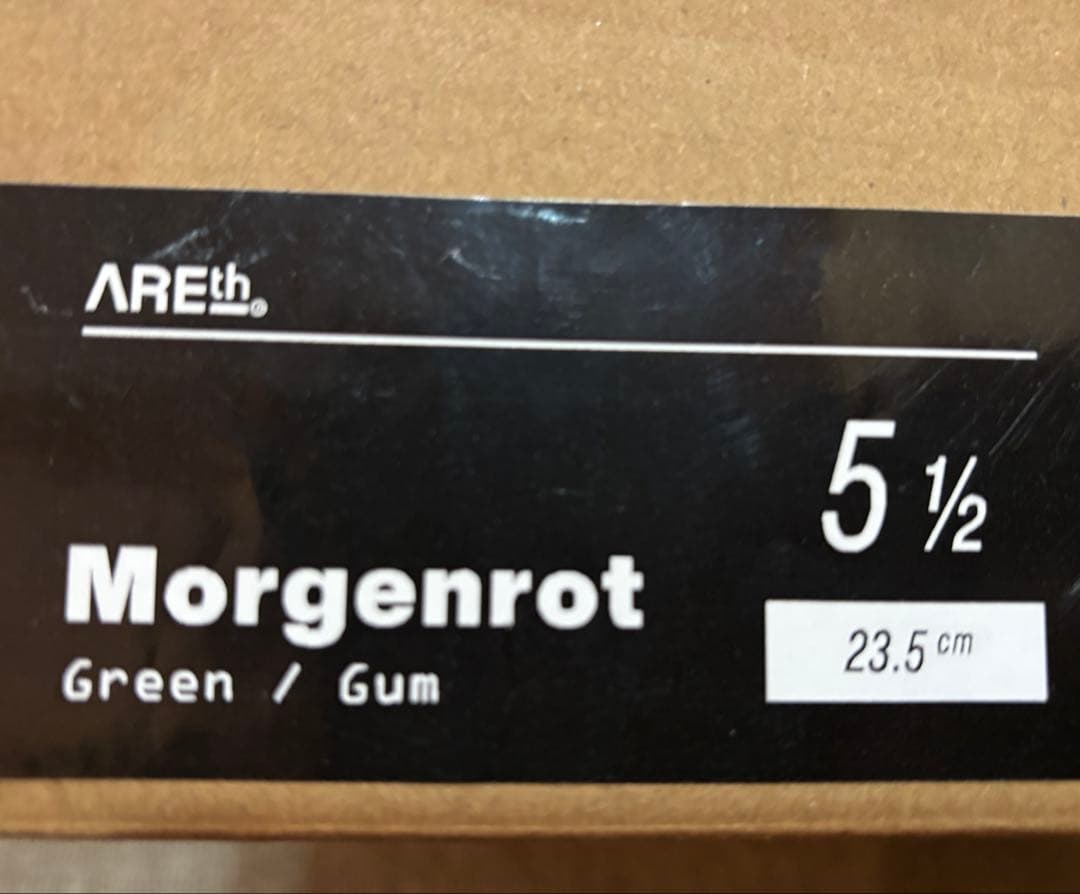 AREth®
5 ½
Morgenrot
23.5 cm
Green / Gum